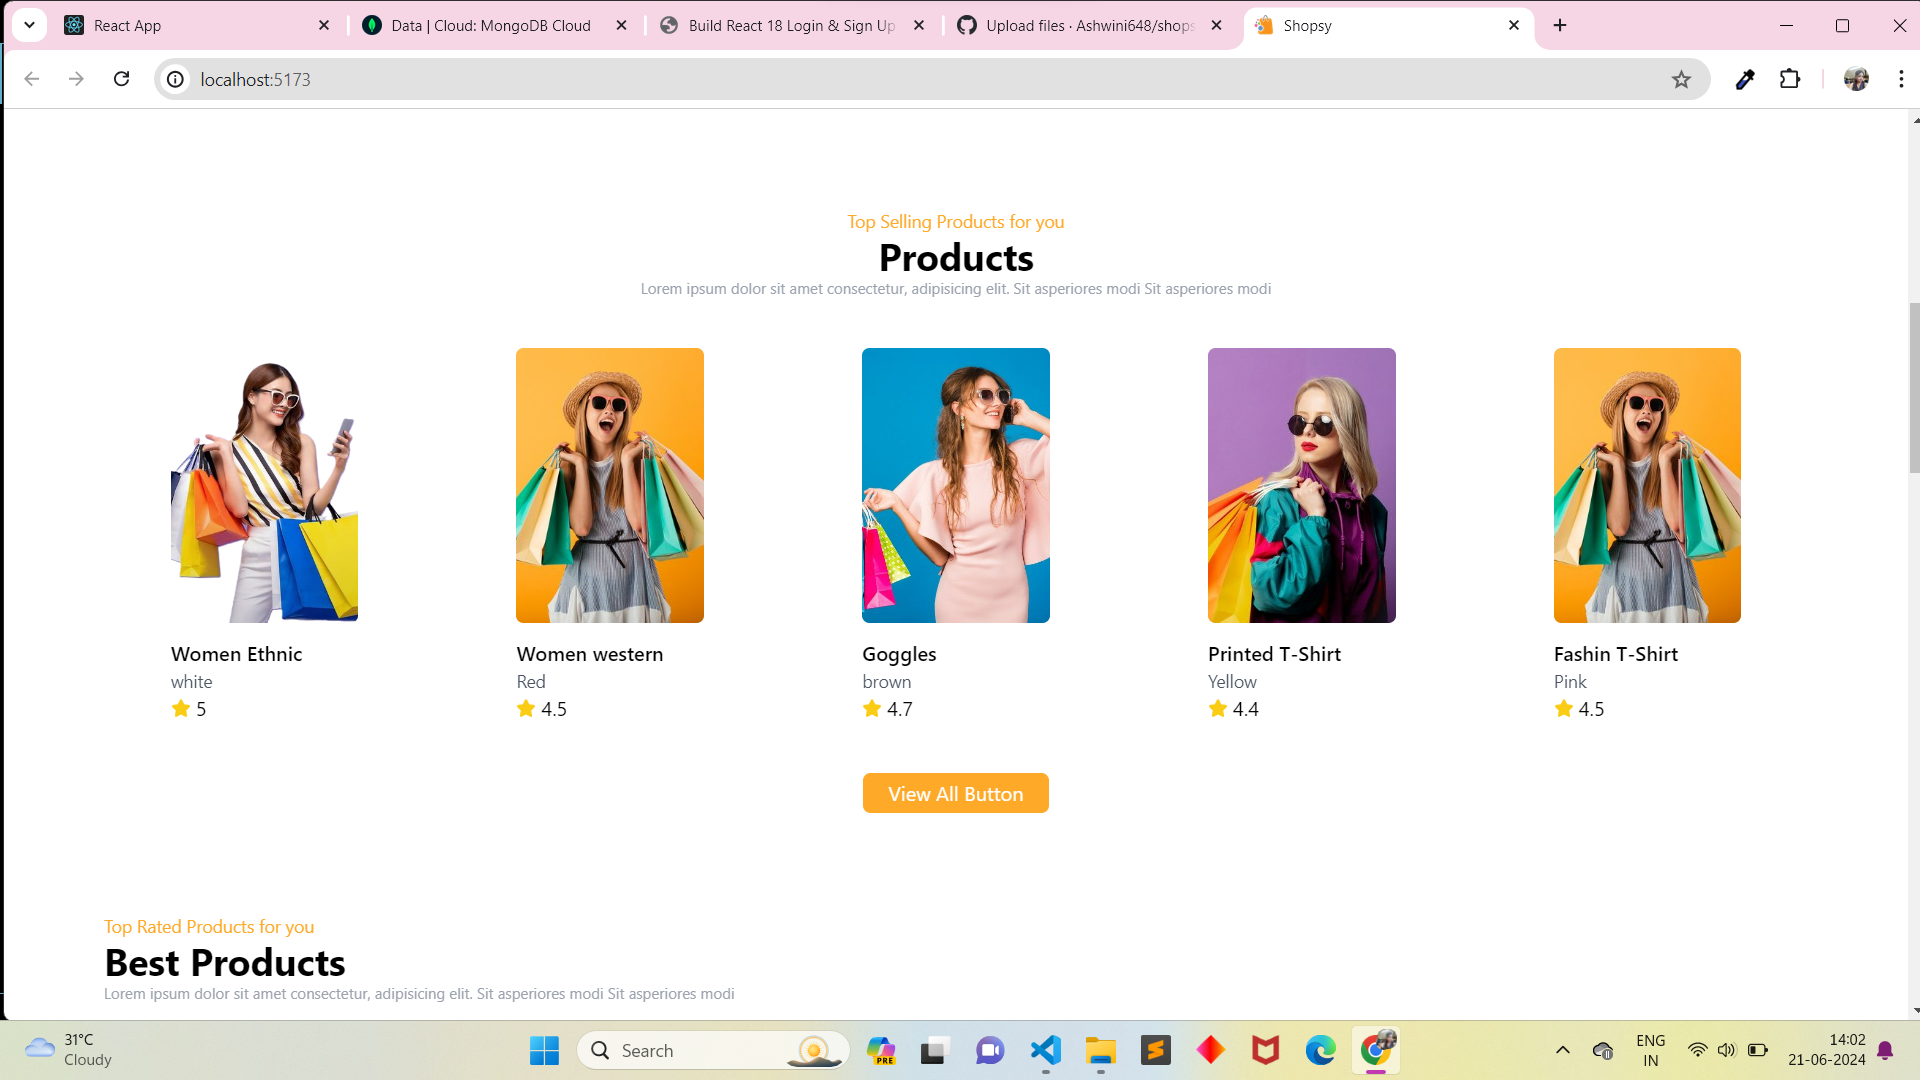 React App
Data | Cloud: MongoDB Cloud
Build React 18 Login & Sign Up
Upload files · Ashwini648/shops
Shopsy
localhost:5173
Top Selling Products for you
Products
Lorem ipsum dolor sit amet consectetur, adipisicing elit. Sit asperiores modi Sit asperiores modi
Women Ethnic
white
5
Women western
Red
4.5
Goggles
brown
4.7
Printed T-Shirt
Yellow
4.4
Fashin T-Shirt
Pink
4.5
View All Button
Top Rated Products for you
Best Products
Lorem ipsum dolor sit amet consectetur, adipisicing elit. Sit asperiores modi Sit asperiores modi
31°C
Cloudy
Search
PRE
ENG
IN
14:02
21-06-2024